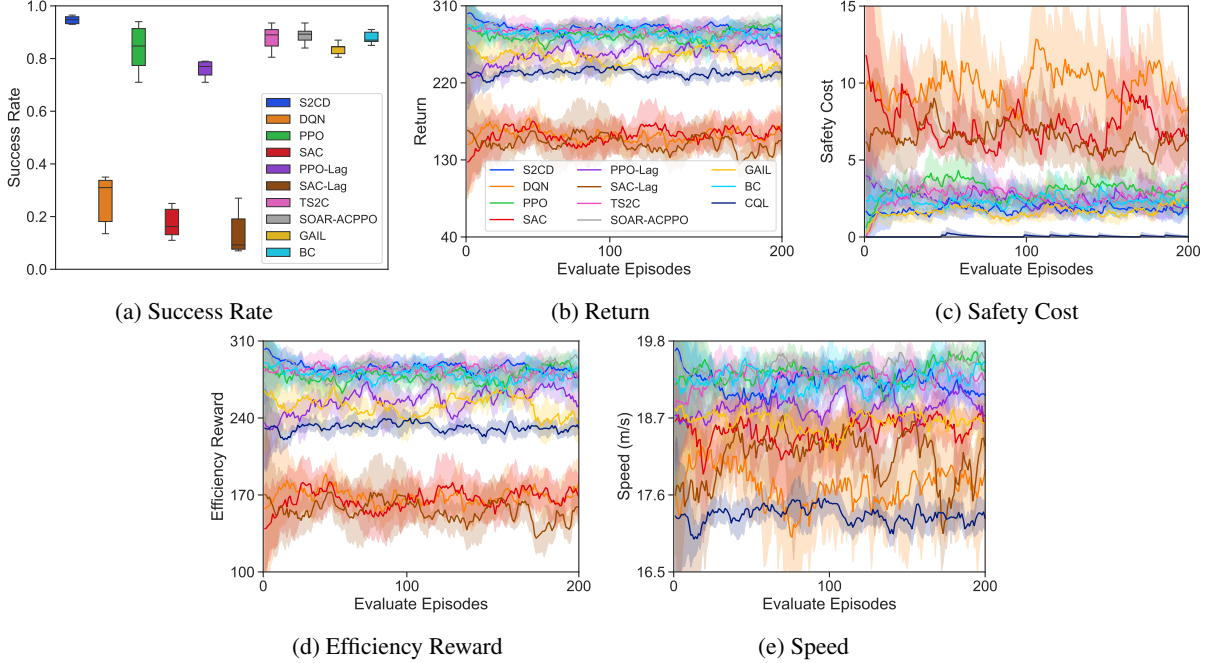 Success Rate
1.0
0.8
0.6
0.4
0.2
0.0
S2CD
DQN
PPO
SAC
PPO-Lag
SAC-Lag
TS2C
SOAR-ACPPO
GAIL
BC
(a) Success Rate
Return
310
220
130
40
0
100
200
Evaluate Episodes
S2CD
DQN
PPO
SAC
PPO-Lag
SAC-Lag
TS2C
SOAR-ACPPO
GAIL
BC
CQL
(b) Return
Safety Cost
15
10
5
0
0
100
200
Evaluate Episodes
(c) Safety Cost
Efficiency Reward
310
240
170
100
0
100
200
Evaluate Episodes
(d) Efficiency Reward
Speed (m/s)
19.8
18.7
17.6
16.5
0
100
200
Evaluate Episodes
(e) Speed